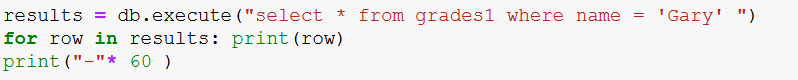 results = db.execute("select * from grades1 where name = 'Gary' ")
for row in results: print(row)
print("-"* 60 )